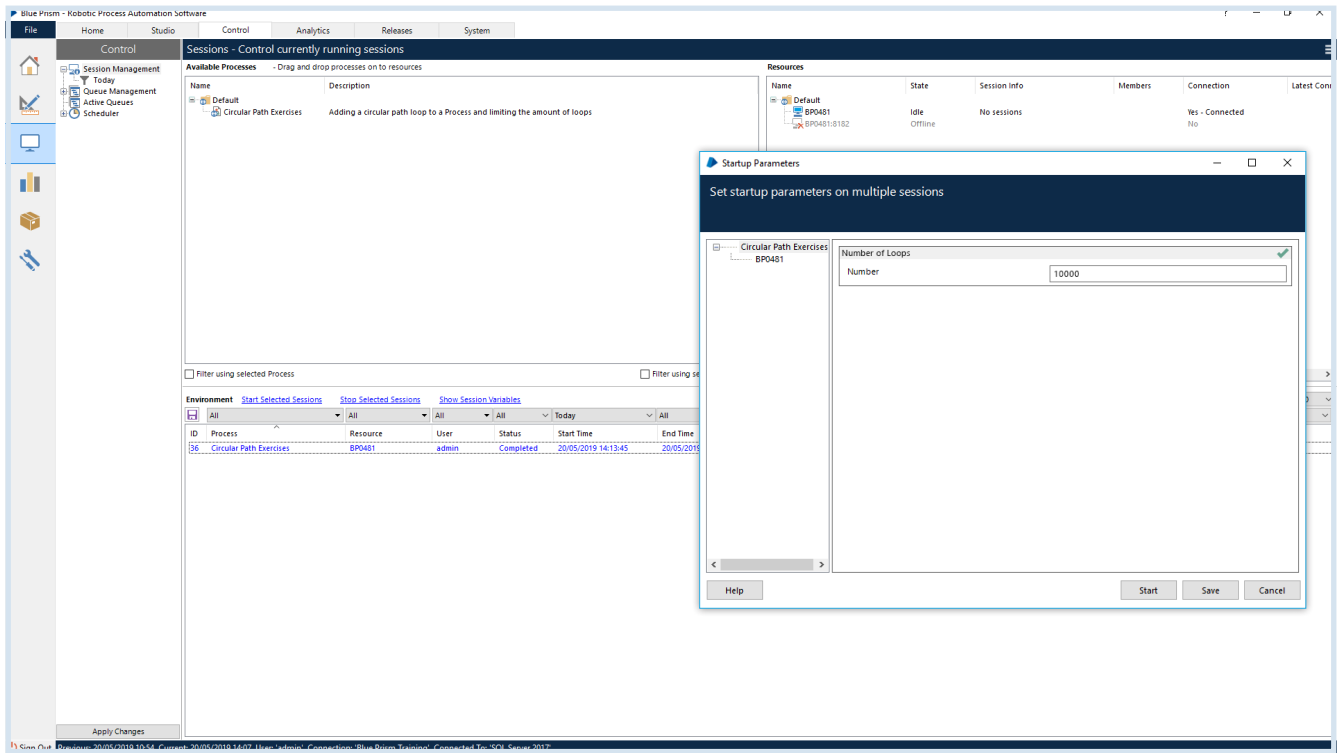 Blue Prism - Robotic Process Automation Software
File Home Studio Control Analytics Releases System
Control
Sessions - Control currently running sessions
Session Management
Today
Queue Management
Active Queues
Scheduler
Available Processes - Drag and drop processes on to resources
Name Description
Default
Circular Path Exercises Adding a circular path loop to a Process and limiting the amount of loops
Resources
Name State Session Info Members Connection Latest Conn
Default
BP0481 Idle No sessions Yes - Connected
BP0481:8182 Offline No
Startup Parameters
Set startup parameters on multiple sessions
Circular Path Exercises
BP0481
Number of Loops
Number 10000
Help Start Save Cancel
Filter using selected Process Filter using se
Environment Start Selected Sessions Stop Selected Sessions Show Session Variables
All All All All Today All
ID Process Resource User Status Start Time End Time
36 Circular Path Exercises BP0481 admin Completed 20/05/2019 14:13:45 20/05/2019
Apply Changes
Sign Out Previous: 20/05/2019 10:54 Current: 20/05/2019 14:07 User: 'admin'. Connection: 'Blue Prism Training'. Connected To: 'SQL Server 2017'